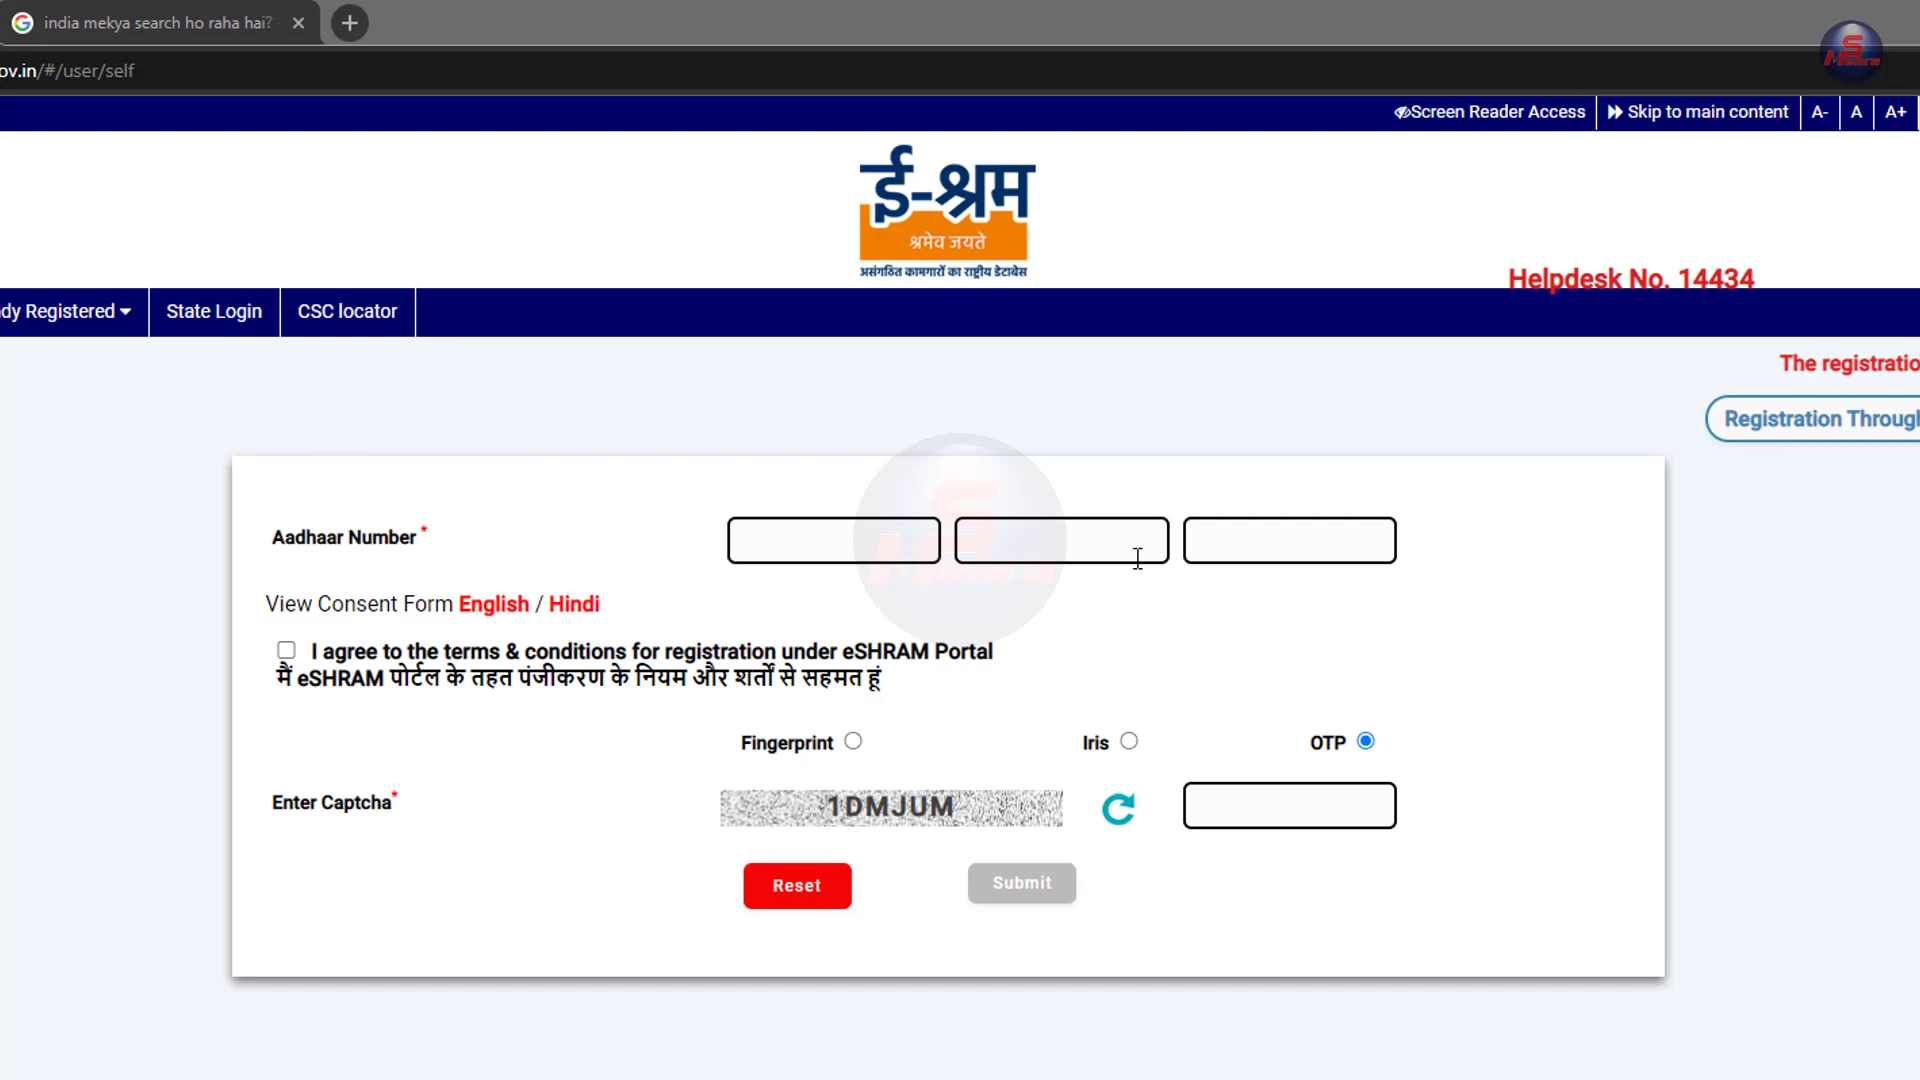 india mekya search ho raha hai?
ov.in/#/user/self
S
Mehra
Screen Reader Access
Skip to main content
A-
A
A+
ई-श्रम
श्रमेव जयते
असंगठित कामगारों का राष्ट्रीय डेटाबेस
Helpdesk No. 14434
dy Registered
State Login
CSC locator
The registratio
Registration Throug
Aadhaar Number *
View Consent Form English / Hindi
I agree to the terms & conditions for registration under eSHRAM Portal
मैं eSHRAM पोर्टल के तहत पंजीकरण के नियम और शर्तों से सहमत हूं
Fingerprint
Iris
OTP
Enter Captcha*
1DMJUM
Reset
Submit